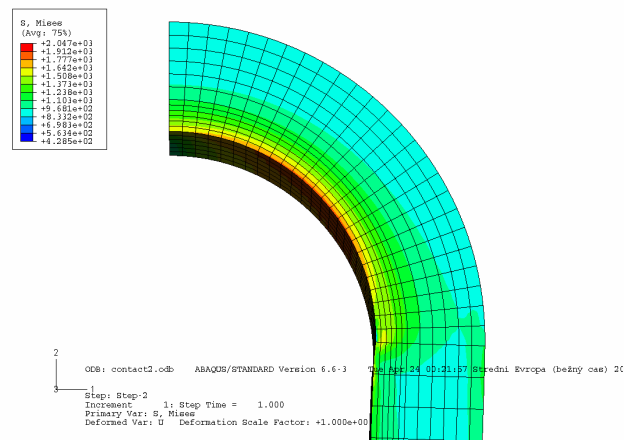 S, Mises
(Avg: 75%)
+2.047e+03
+1.912e+03
+1.777e+03
+1.642e+03
+1.508e+03
+1.373e+03
+1.238e+03
+1.103e+03
+9.681e+02
+8.332e+02
+6.983e+02
+5.634e+02
+4.285e+02
2
3 1
ODB: contact2.odb ABAQUS/STANDARD Version 6.6-3 Tue Apr 24 00:21:57 Střední Evropa (bežný cas) 20
Step: Step-2
Increment 1: Step Time = 1.000
Primary Var: S, Mises
Deformed Var: U Deformation Scale Factor: +1.000e+00